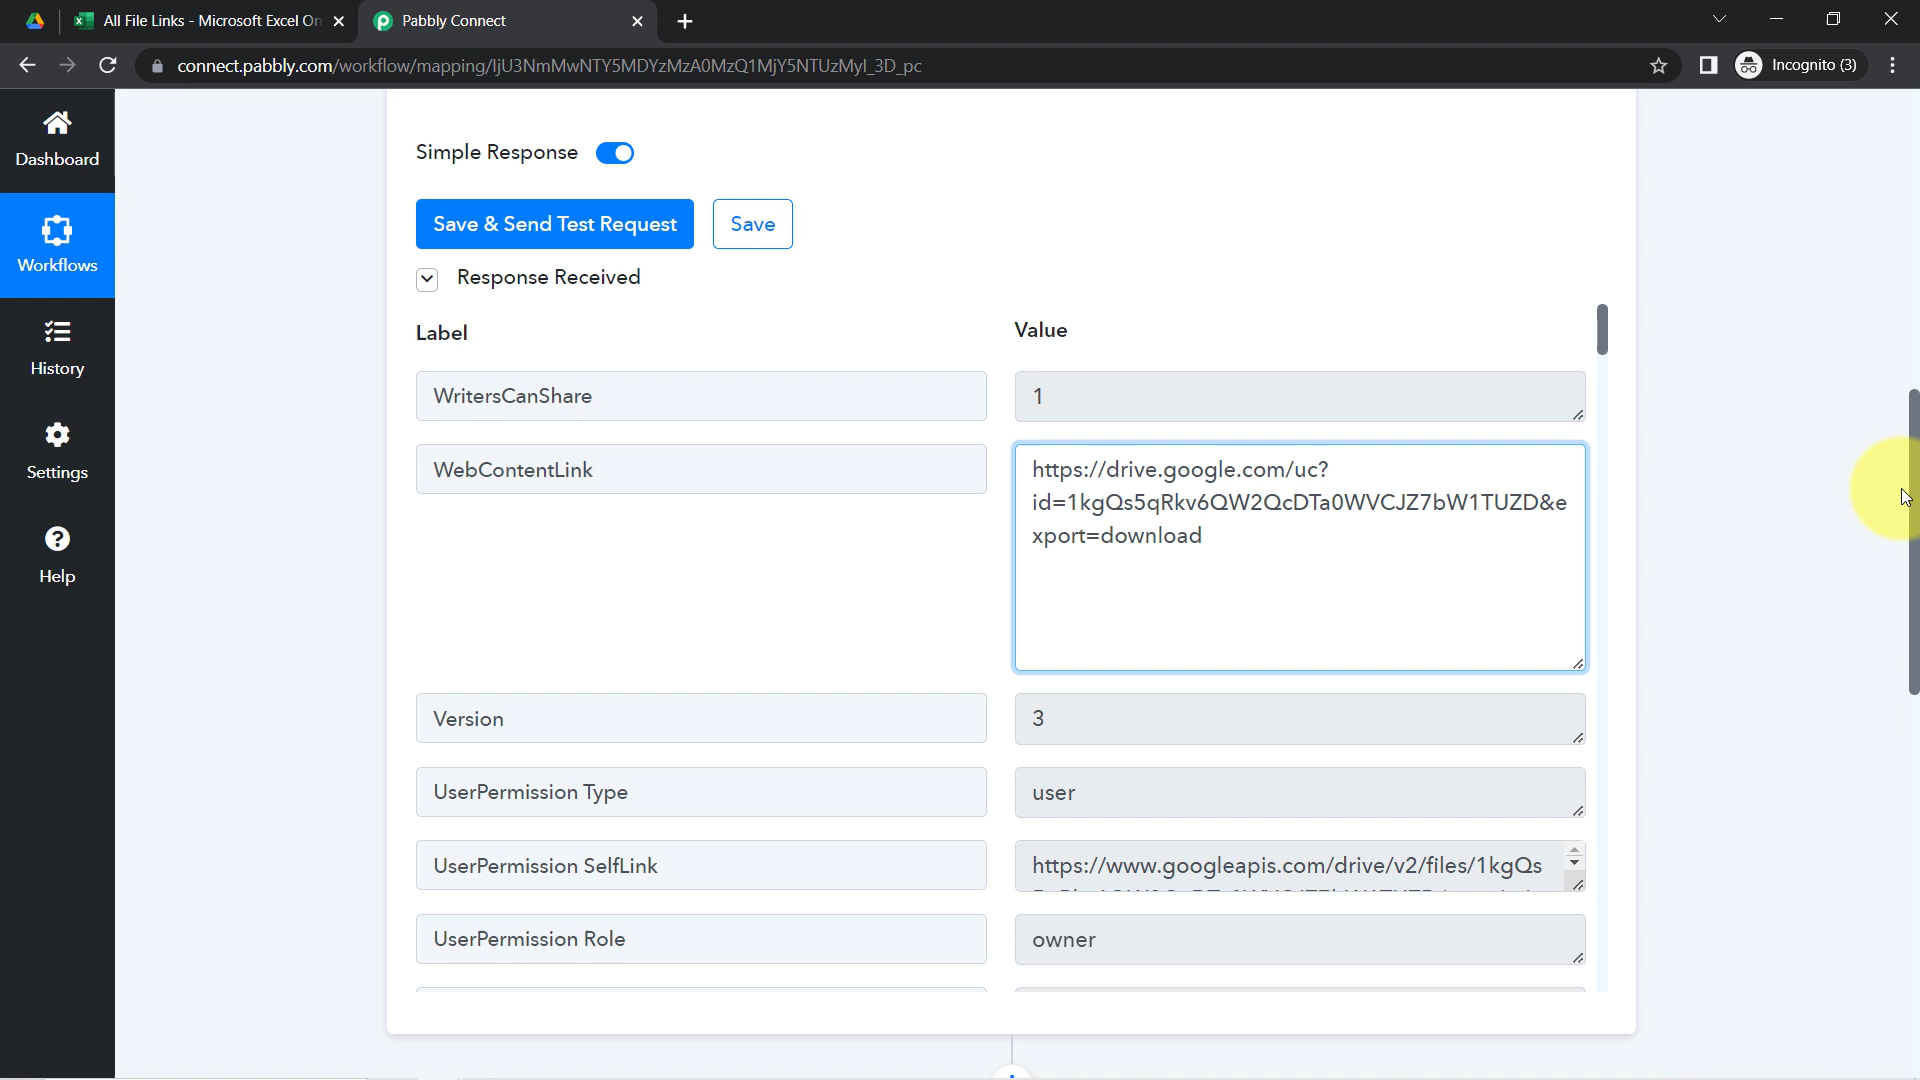 All File Links - Microsoft Excel On
Pabbly Connect
connect.pabbly.com/workflow/mapping/IjU3NmMwNTY5MDYzMzA0MzQ1MjY5NTUzMyI_3D_pc
Incognito (3)
Dashboard
Workflows
History
Settings
Help
Simple Response
Save & Send Test Request
Save
Response Received
Label
Value
WritersCanShare
1
WebContentLink
https://drive.google.com/uc?
id=1kgQs5qRkv6QW2QcDTa0WVCJZ7bW1TUZD&e
xport=download
Version
3
UserPermission Type
user
UserPermission SelfLink
https://www.googleapis.com/drive/v2/files/1kgQs
UserPermission Role
owner